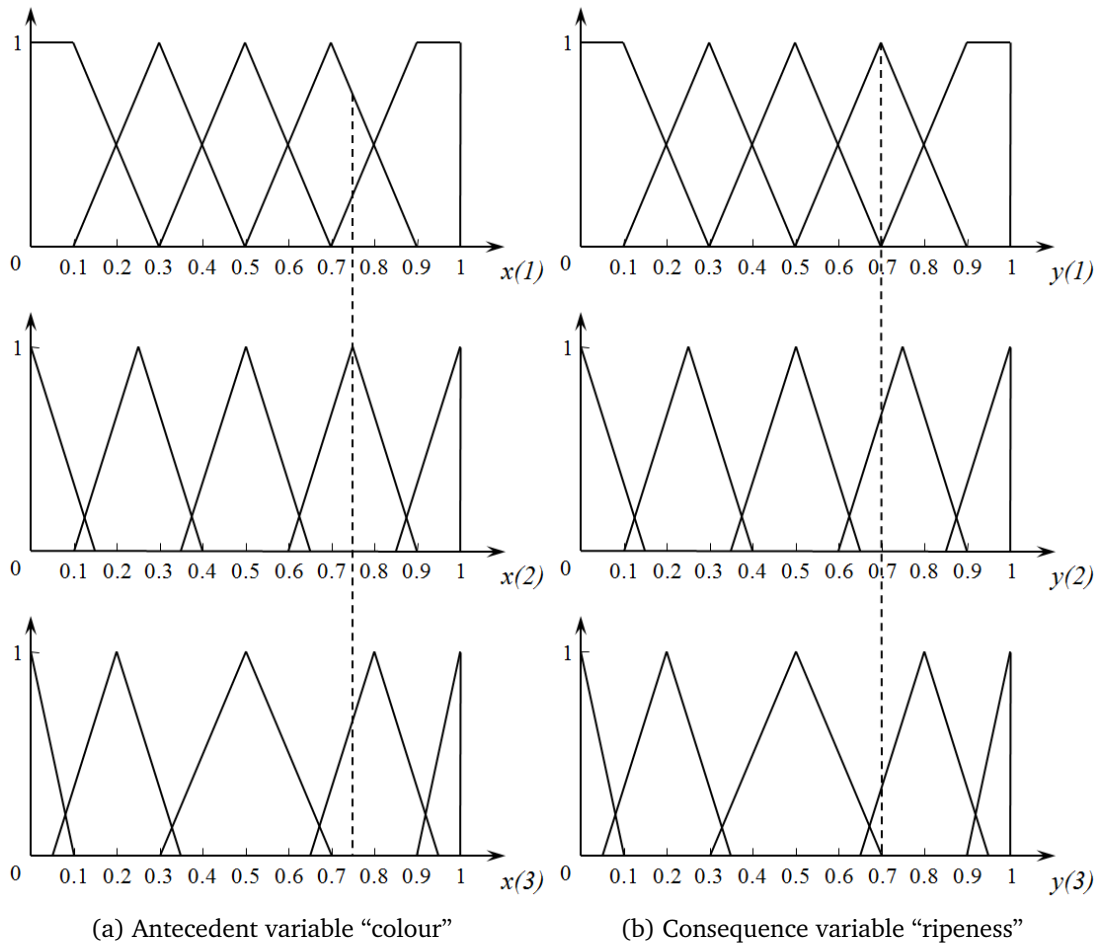 1 1
0 0.1 0.2 0.3 0.4 0.5 0.6 0.7 0.8 0.9 1 x(1) 0 0.1 0.2 0.3 0.4 0.5 0.6 0.7 0.8 0.9 1 y(1)
1 1
0 0.1 0.2 0.3 0.4 0.5 0.6 0.7 0.8 0.9 1 x(2) 0 0.1 0.2 0.3 0.4 0.5 0.6 0.7 0.8 0.9 1 y(2)
1 1
0 0.1 0.2 0.3 0.4 0.5 0.6 0.7 0.8 0.9 1 x(3) 0 0.1 0.2 0.3 0.4 0.5 0.6 0.7 0.8 0.9 1 y(3)
(a) Antecedent variable “colour” (b) Consequence variable “ripeness”